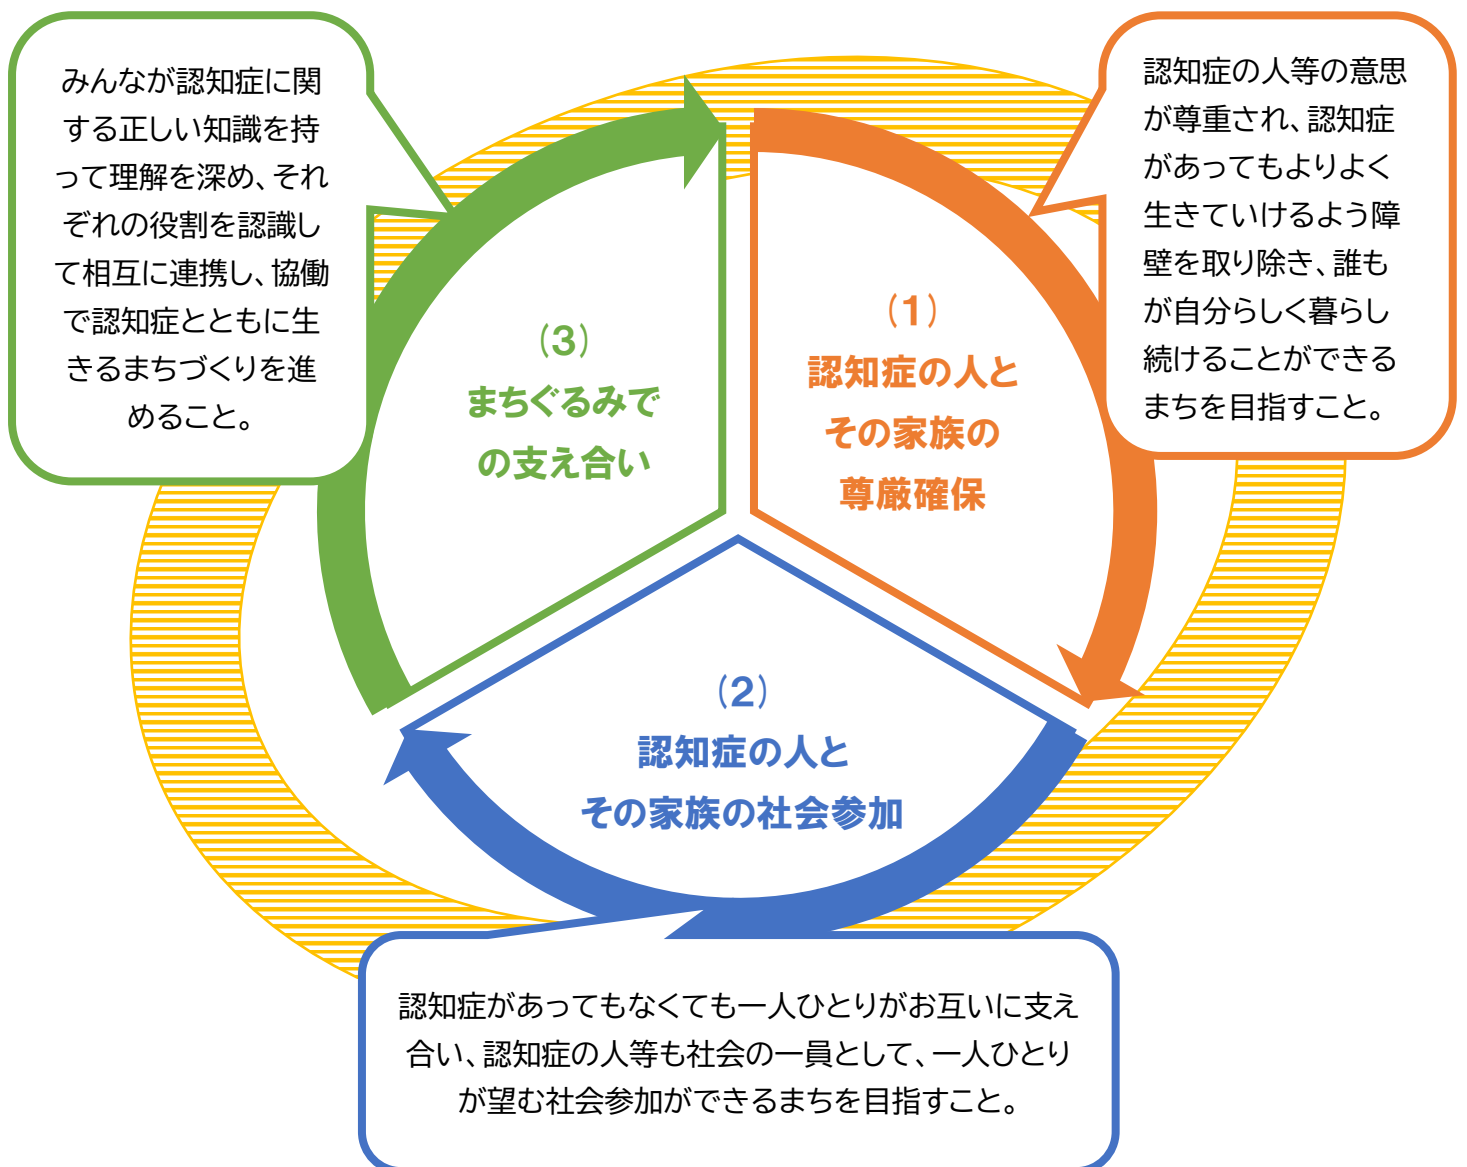 みんなが認知症に関
する正しい知識を持
って理解を深め、それ
ぞれの役割を認識し
て相互に連携し、協働
で認知症とともに生
きるまちづくりを進
めること。
認知症の人等の意思
が尊重され、認知症
があってもよりよく
生きていけるよう障
壁を取り除き、誰も
が自分らしく暮らし
続けることができる
まちを目指すこと。
(3)
まちぐるみで
の支え合い
(1)
認知症の人と
その家族の
尊厳確保
(2)
認知症の人と
その家族の社会参加
認知症があってもなくても一人ひとりがお互いに支え
合い、認知症の人等も社会の一員として、一人ひとり
が望む社会参加ができるまちを目指すこと。